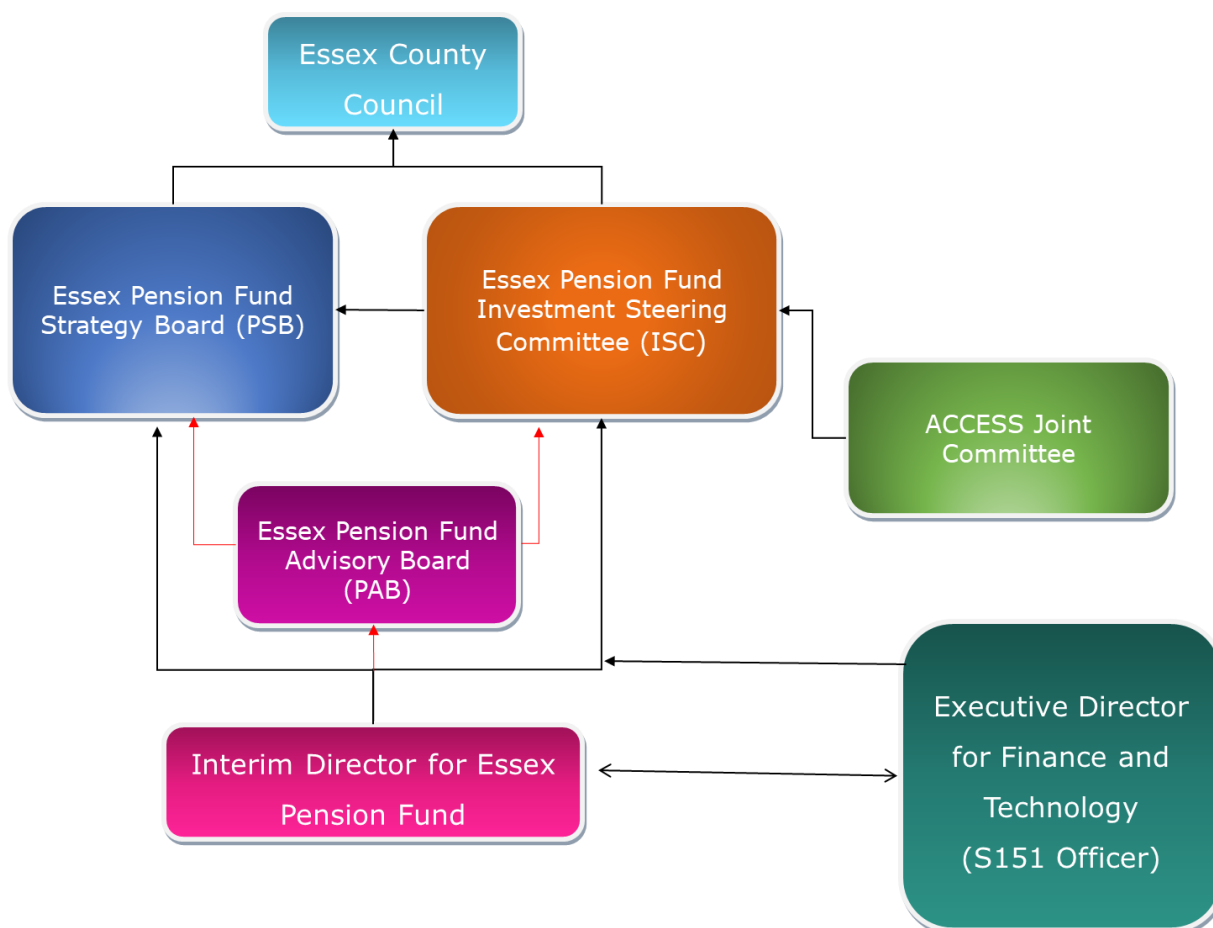 Essex County
Council
Essex Pension Fund
Strategy Board (PSB)
Essex Pension Fund
Investment Steering
Committee (ISC)
ACCESS Joint
Committee
Essex Pension Fund
Advisory Board
(PAB)
Interim Director for Essex
Pension Fund
Executive Director
for Finance and
Technology
(S151 Officer)